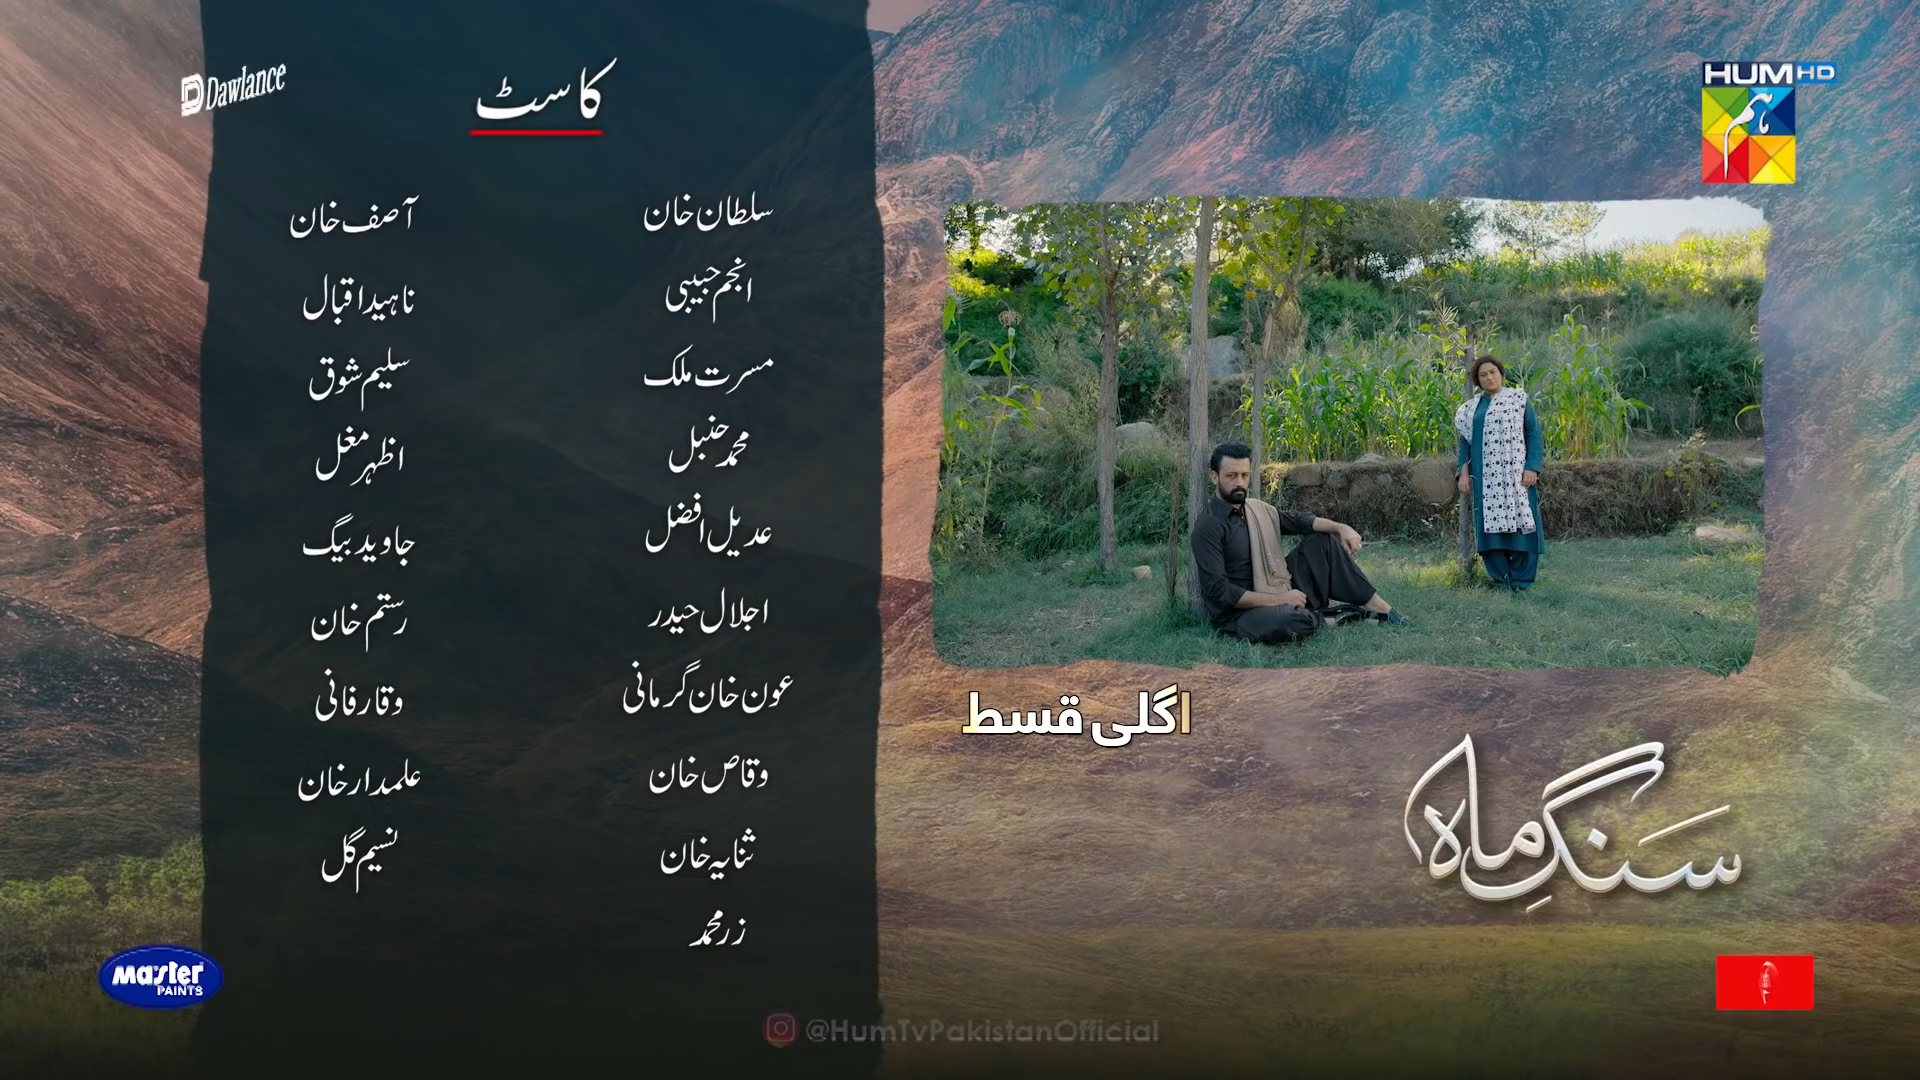 Dawlance
کاسٹ
HUM HD
ہم
سلطان خان
آصف خان
انجم حبیبی
ناہید اقبال
مسرت ملک
سلیم شوق
محمد حنبل
اظہر مغل
عدیل افضل
جاوید بیگ
اجلال حیدر
رستم خان
عون خان گرمانی
وقار فانی
وقاص خان
علمدار خان
ثنایہ خان
نسیم گل
زر محمد
اگلی قسط
سَنگِ ماہ
Master PAINTS
@HumTvPakistanOfficial